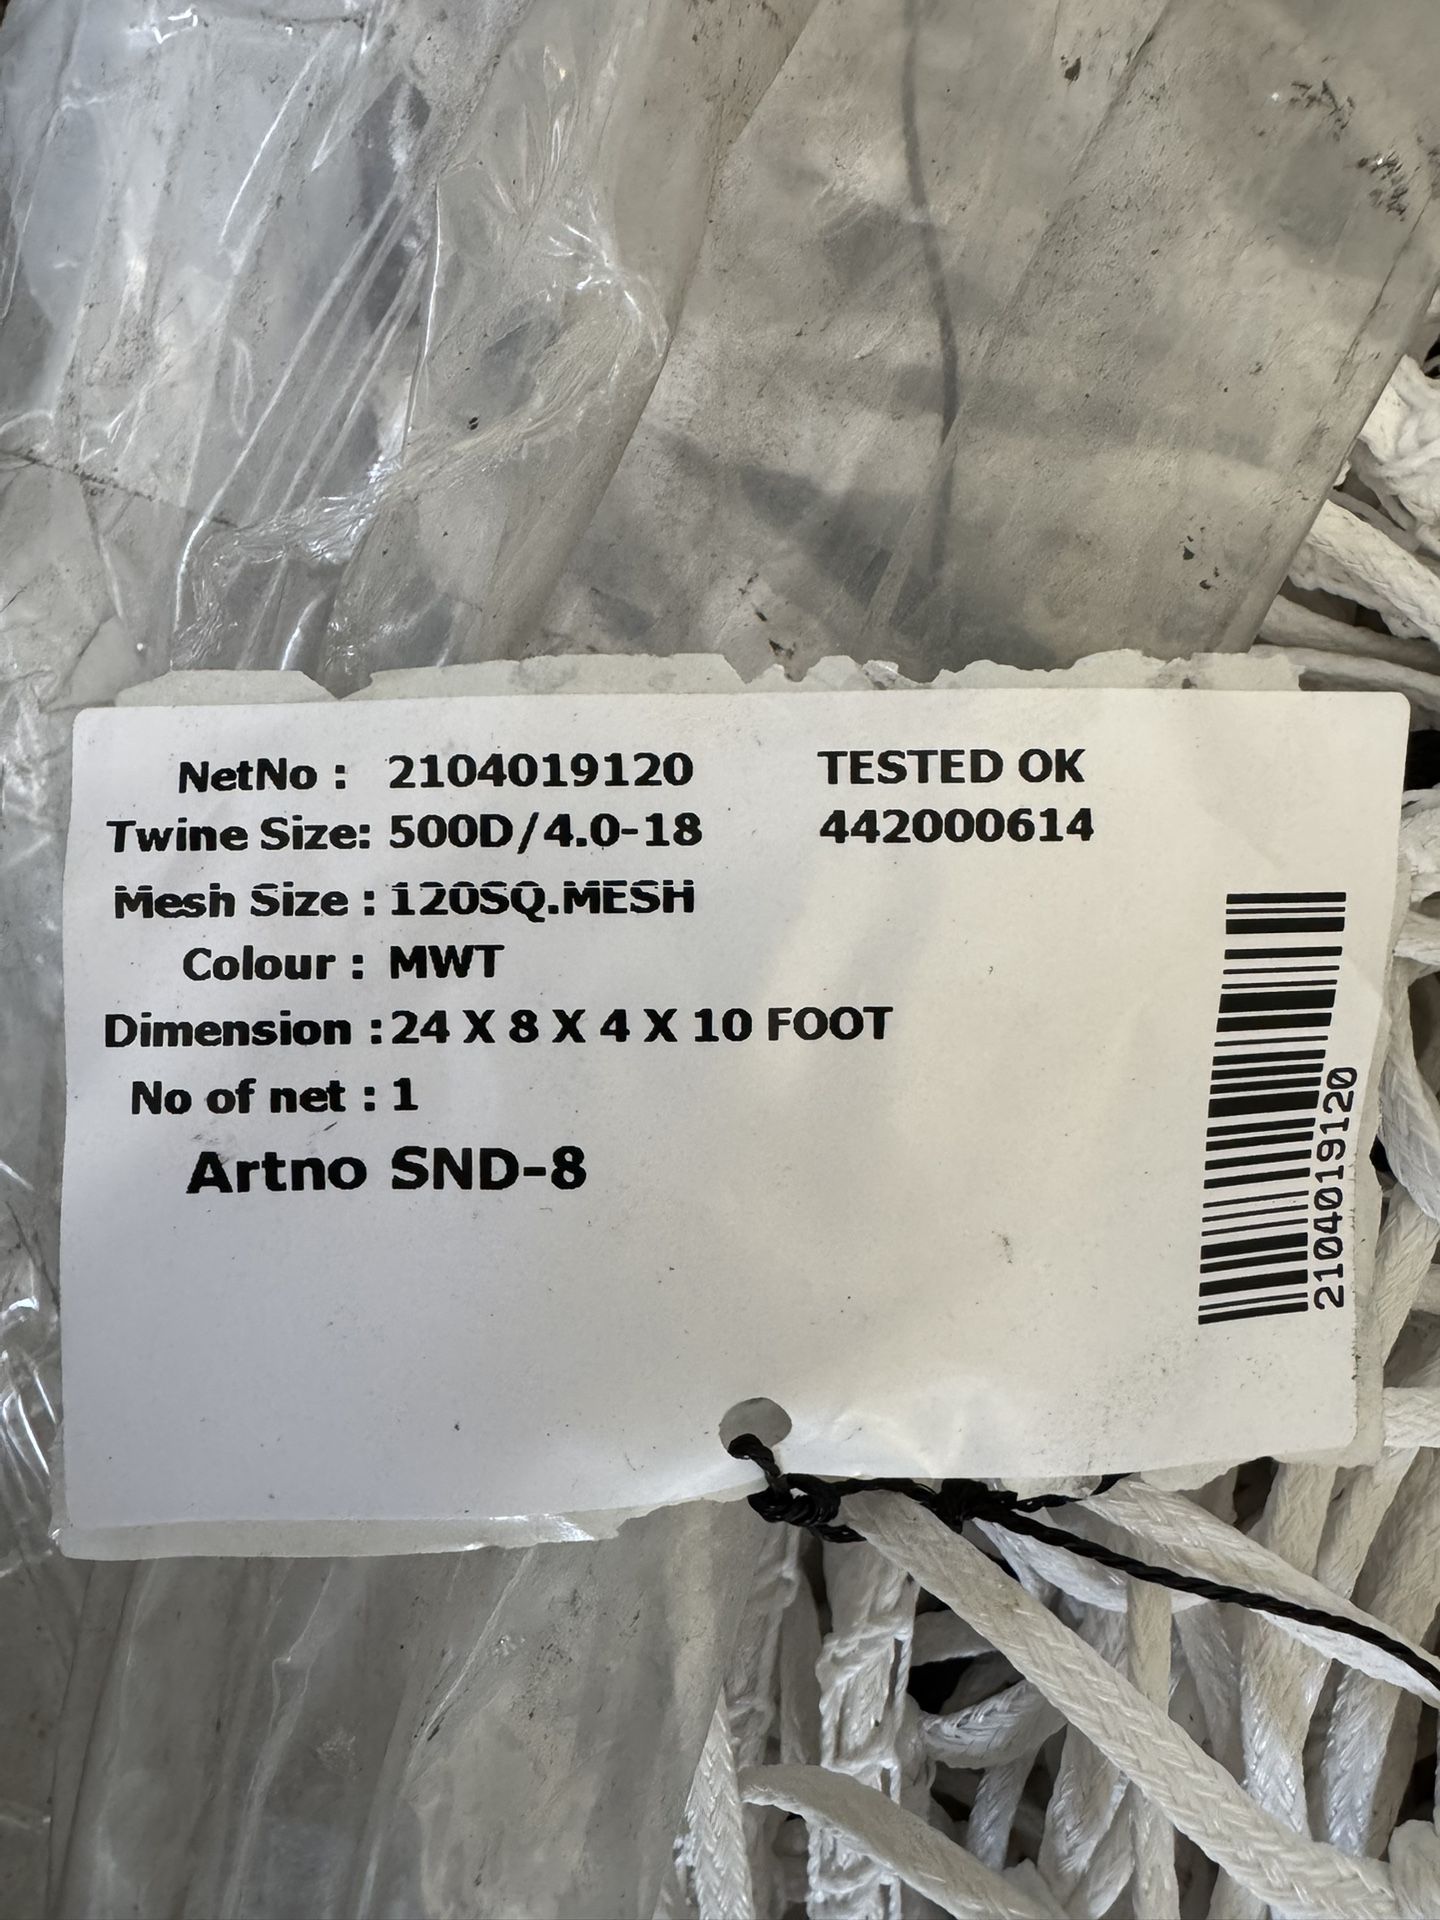 NetNo : 2104019120 TESTED OK
Twine Size: 500D/4.0-18 442000614
Mesh Size : 120SQ.MESH
Colour : MWT
Dimension : 24 X 8 X 4 X 10 FOOT
No of net : 1
Artno SND-8
2104019120